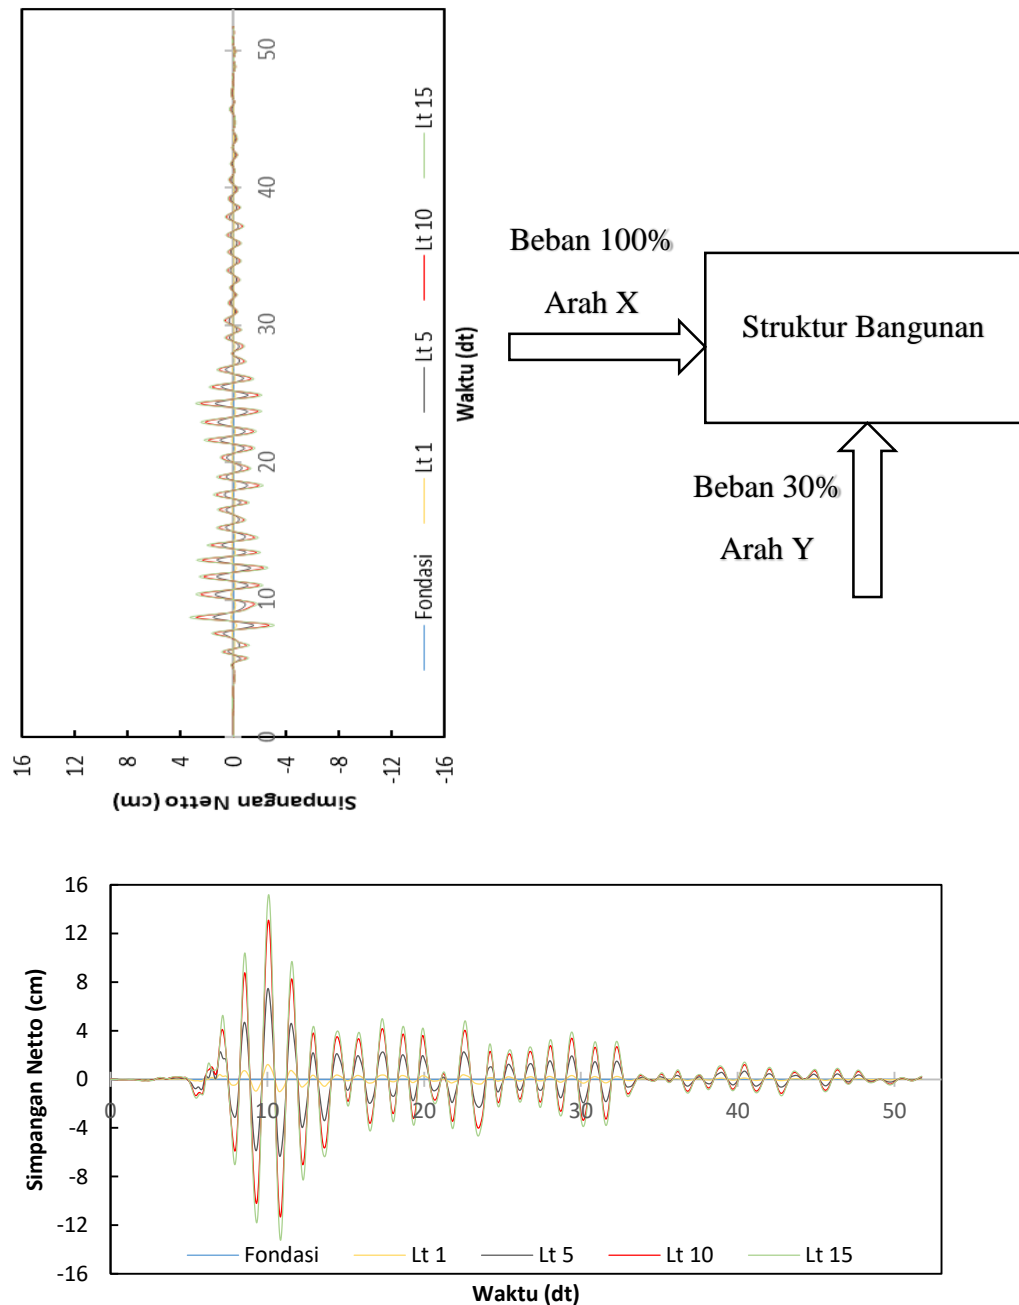 50
40
30
20
10
0
16
12
8
4
0
-4
-8
-12
-16
Simpangan Netto (cm)
Waktu (dt)
Fondasi Lt 1 Lt 5 Lt 10 Lt 15
Beban 100%
Arah X
Struktur Bangunan
Beban 30%
Arah Y
16
12
8
4
0
-4
-8
-12
-16
0 10 20 30 40 50
Simpangan Netto (cm)
Fondasi Lt 1 Lt 5 Lt 10 Lt 15
Waktu (dt)